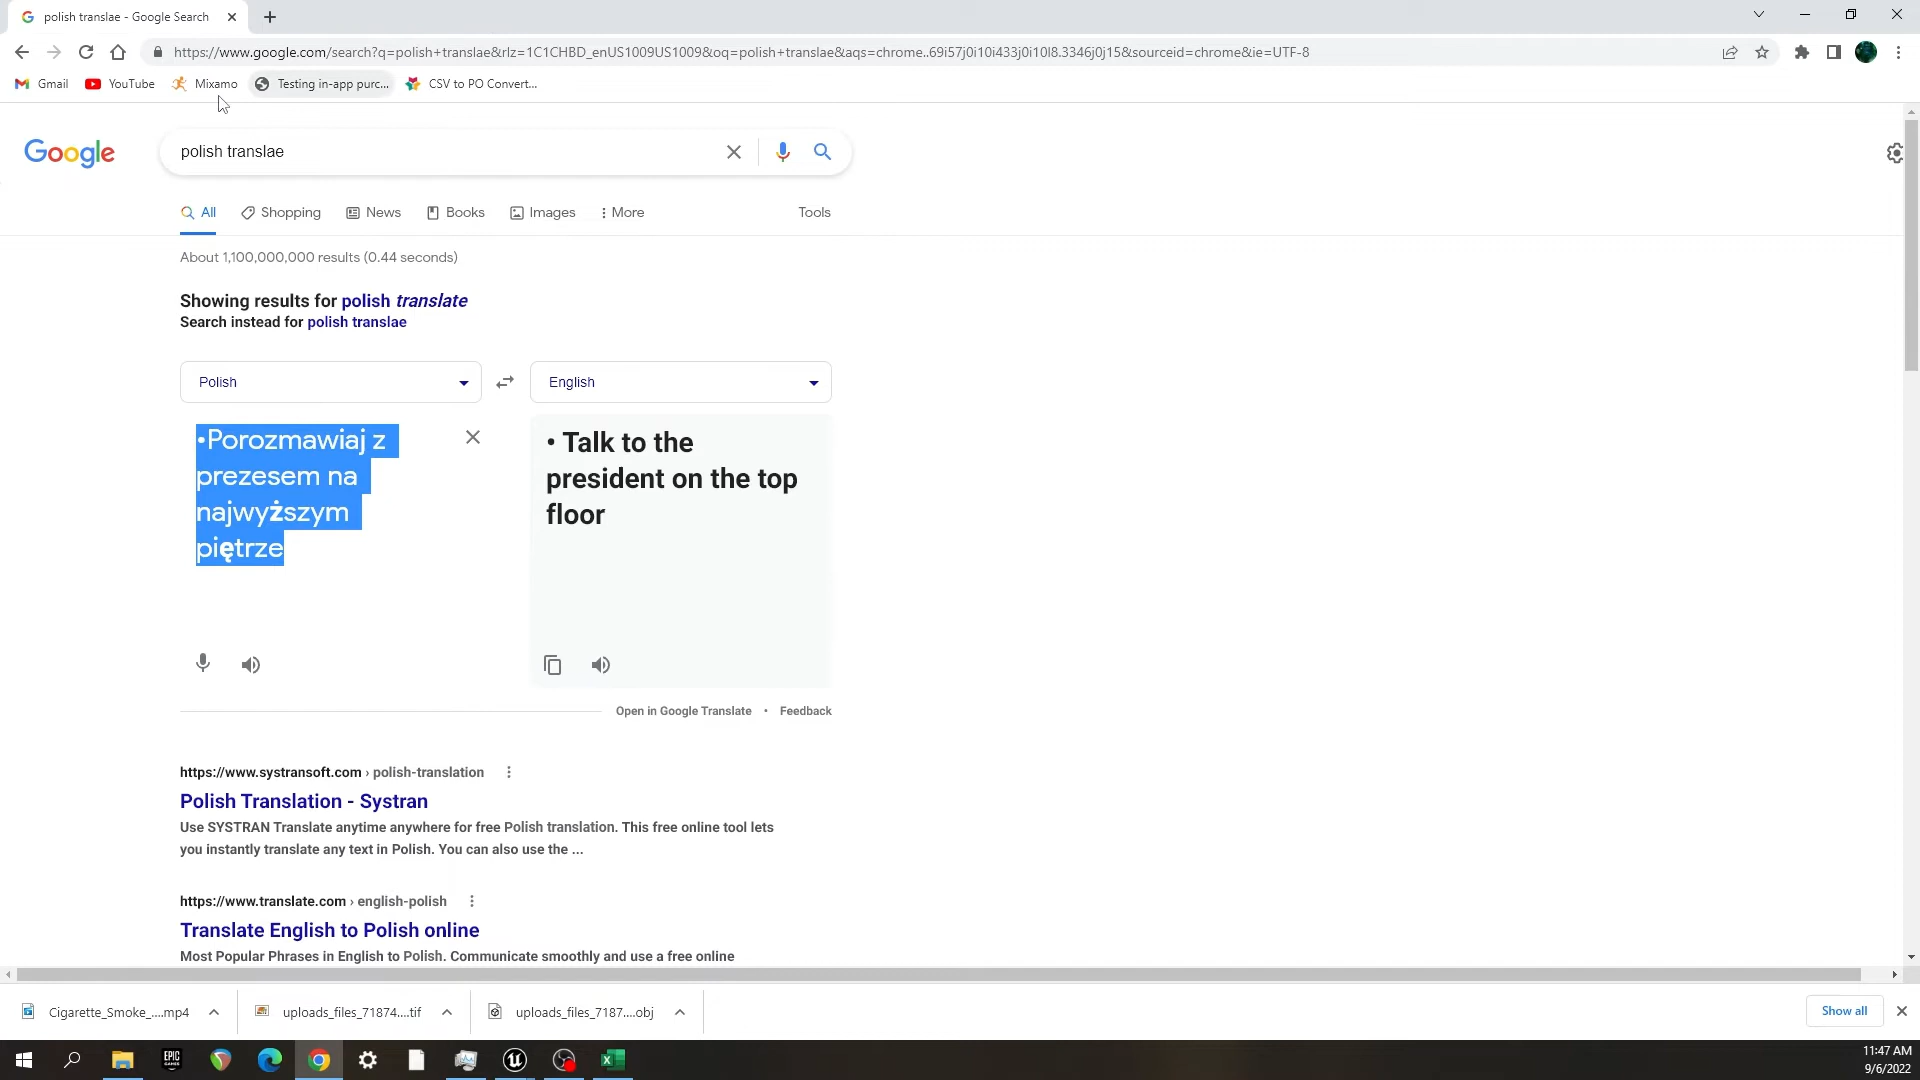 polish translae - Google Search
https://www.google.com/search?q=polish+translae&rlz=1C1CHBD_enUS1009US1009&oq=polish+translae&aqs=chrome..69i57j0i10i433j0i10l8.3346j0j15&sourceid=chrome&ie=UTF-8
Gmail YouTube Mixamo Testing in-app purc... CSV to PO Convert...
Google polish translae
All Shopping News Books Images More Tools
About 1,100,000,000 results (0.44 seconds)
Showing results for polish translate
Search instead for polish translae
Polish English
•Porozmawiaj z
prezesem na
najwyższym
piętrze
• Talk to the
president on the top
floor
Open in Google Translate • Feedback
https://www.systransoft.com › polish-translation
Polish Translation - Systran
Use SYSTRAN Translate anytime anywhere for free Polish translation. This free online tool lets
you instantly translate any text in Polish. You can also use the ...
https://www.translate.com › english-polish
Translate English to Polish online
Most Popular Phrases in English to Polish. Communicate smoothly and use a free online
Cigarette_Smoke_....mp4 uploads_files_71874....tif uploads_files_7187....obj Show all
EPIC GAMES
11:47 AM
9/6/2022